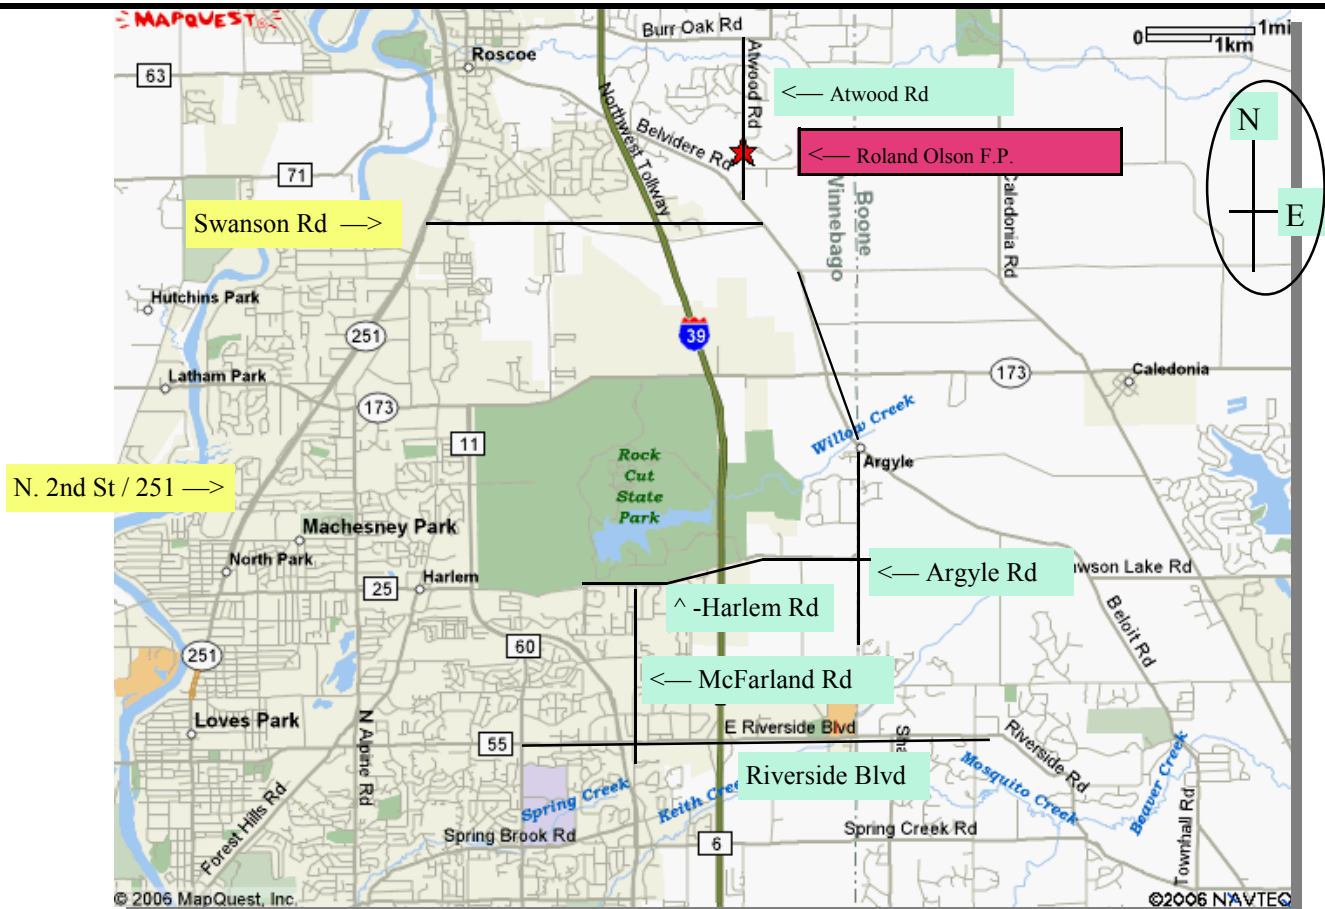 MAPQUEST
Burr Oak Rd
0 1mi
1km
Roscoe
63
Atwood Rd
<— Atwood Rd
N
Northwest Tollway
Belvidere Rd
<— Roland Olson F.P.
71
Caledonia Rd
Boone
Winnebago
E
Swanson Rd —>
Hutchins Park
251
39
Latham Park
173
Caledonia
173
Willow Creek
11
Rock
Cut
State
Park
Argyle
N. 2nd St / 251 —>
Machesney Park
North Park
Harlem
25
<— Argyle Rd
wson Lake Rd
^ -Harlem Rd
Beloit Rd
60
251
<— McFarland Rd
Loves Park
N Alpine Rd
55
E Riverside Blvd
Sha
Riverside Rd
Riverside Blvd
Spring Creek
Keith Cree
Mosquito Creek
Beaver Creek
Townhall Rd
Forest Hills Rd
Spring Brook Rd
6
Spring Creek Rd
© 2006 MapQuest, Inc.
©2006 NAVTEQ